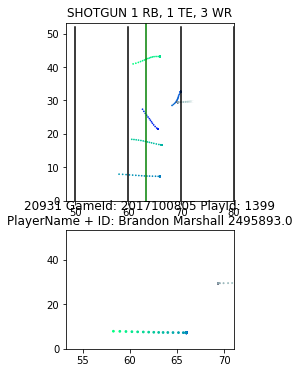 SHOTGUN 1 RB, 1 TE, 3 WR
50
40
30
20
10
0
50 60 70 80
20931 GameId: 2017100805 PlayId: 1399
PlayerName + ID: Brandon Marshall 2495893.0
40
20
0
55 60 65 70